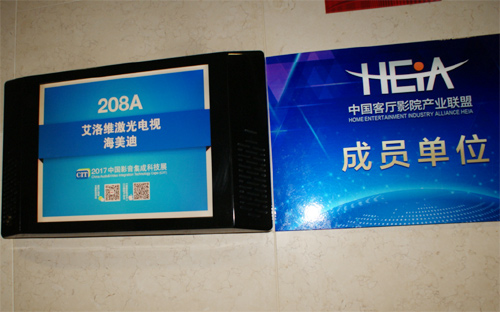 208A
艾洛维激光电视
海美迪
CIT 2017中国影音集成科技展
HEiA
中国客厅影院产业联盟
HOME ENTERTAINMENT INDUSTRY ALLIANCE HEIA
成员单位